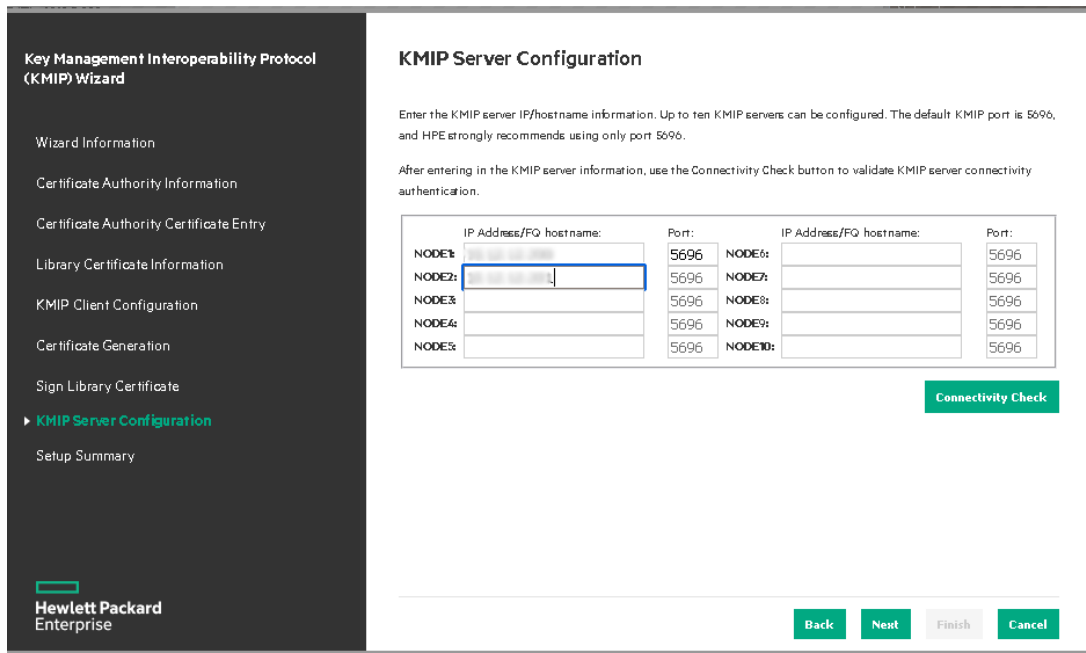 Key Management Interoperability Protocol
(KMIP) Wizard
Wizard Information
Certificate Authority Information
Certificate Authority Certificate Entry
Library Certificate Information
KMIP Client Configuration
Certificate Generation
Sign Library Certificate
KMIP Server Configuration
Setup Summary
Hewlett Packard
Enterprise
KMIP Server Configuration
Enter the KMIP server IP/hostname information. Up to ten KMIP servers can be configured. The default KMIP port is 5696,
and HPE strongly recommends using only port 5696.
After entering in the KMIP server information, use the Connectivity Check button to validate KMIP server connectivity
authentication.
IP Address/FQ hostname: Port: IP Address/FQ hostname: Port:
NODE1: 5696 NODE6: 5696
NODE2: 5696 NODE7: 5696
NODE3: 5696 NODE8: 5696
NODE4: 5696 NODE9: 5696
NODE5: 5696 NODE10: 5696
Connectivity Check
Back Next Finish Cancel